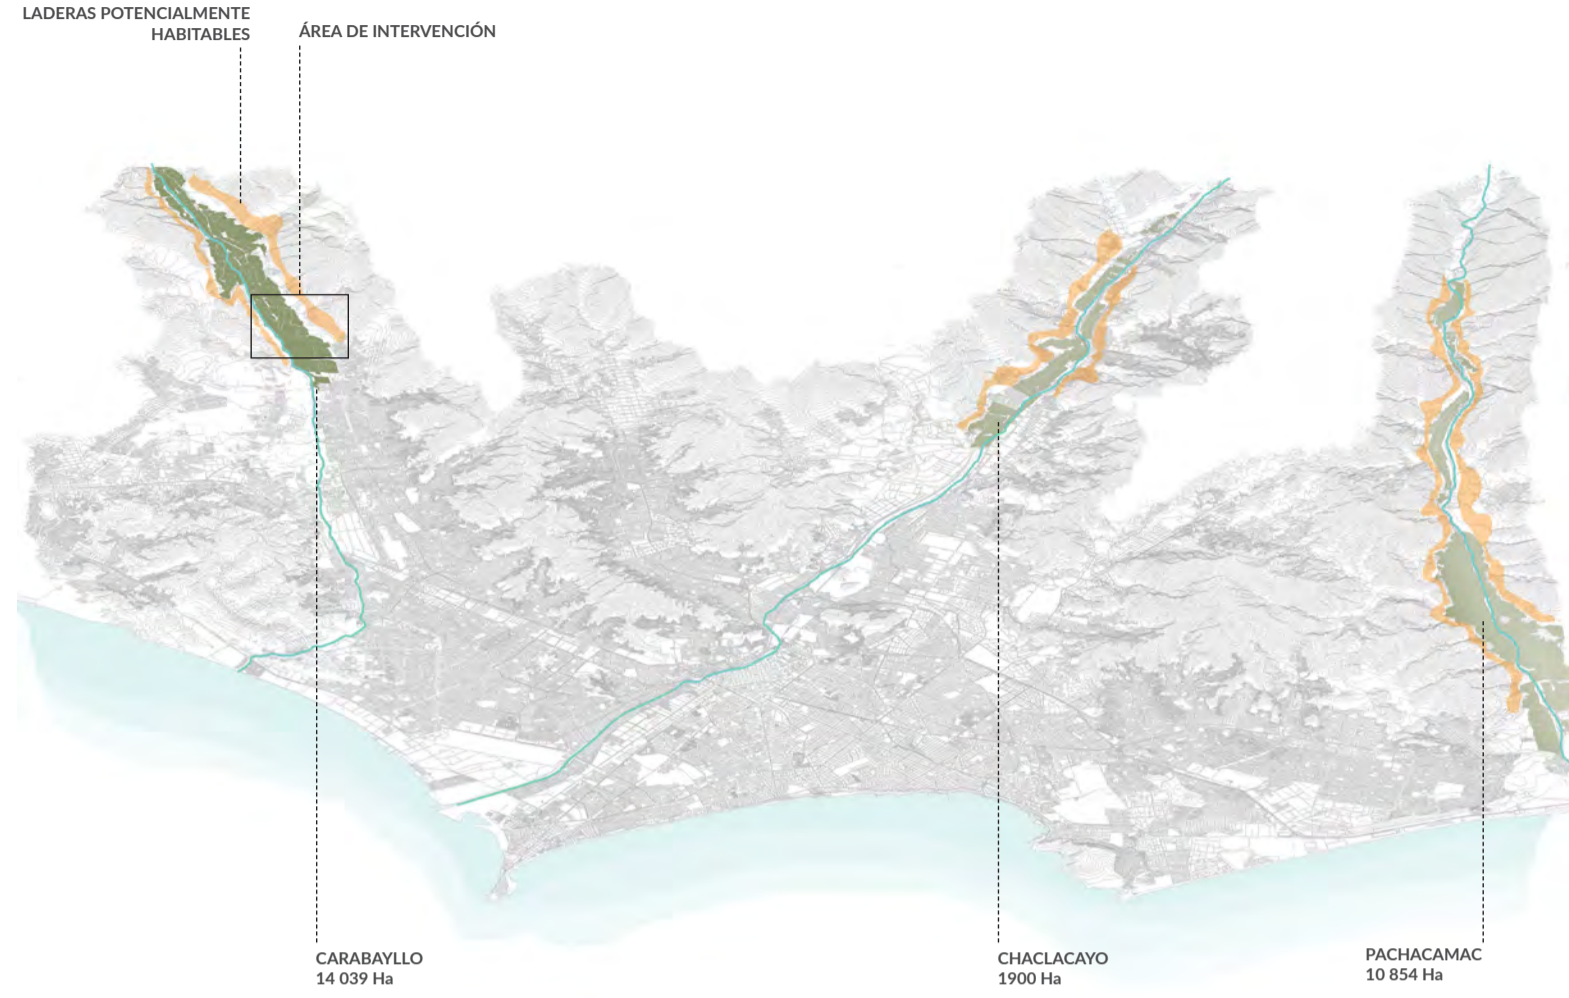 LADERAS POTENCIALMENTE
HABITABLES
ÁREA DE INTERVENCIÓN
CARABAYLLO
14 039 Ha
CHACLACAYO
1900 Ha
PACHACAMAC
10 854 Ha